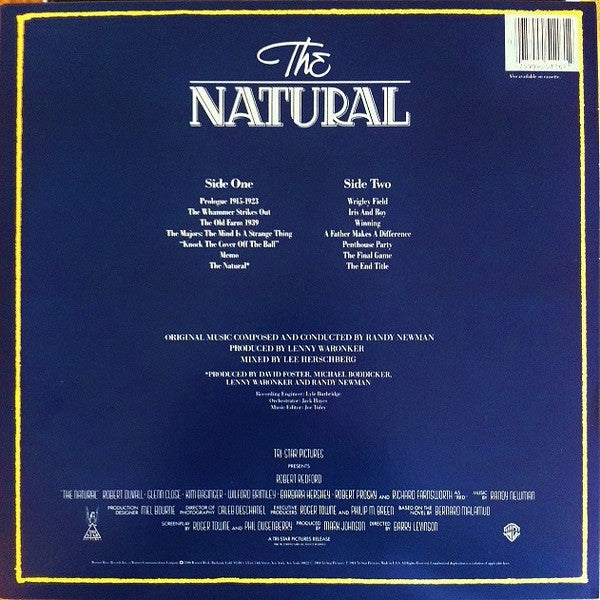 The
NATURAL
Also available on cassette.
Side One
Prologue 1915-1923
The Whammer Strikes Out
The Old Farm 1939
The Majors: The Mind Is A Strange Thing
"Knock The Cover Off The Ball"
Memo
The Natural*
Side Two
Wrigley Field
Iris And Roy
Winning
A Father Makes A Difference
Penthouse Party
The Final Game
The End Title
ORIGINAL MUSIC COMPOSED AND CONDUCTED BY RANDY NEWMAN
PRODUCED BY LENNY WARONKER
MIXED BY LEE HERSCHBERG
*PRODUCED BY DAVID FOSTER, MICHAEL BODDICKER,
LENNY WARONKER AND RANDY NEWMAN
Recording Engineer: Lyle Burbridge
Orchestrator: Jack Hayes
Music Editor: Joe Tuley
TRI-STAR PICTURES
PRESENTS
ROBERT REDFORD
"THE NATURAL" ROBERT DUVALL · GLENN CLOSE · KIM BASINGER · WILFORD BRIMLEY · BARBARA HERSHEY · ROBERT PROSKY AND RICHARD FARNSWORTH AS "RED" MUSIC BY RANDY NEWMAN
PRODUCTION DESIGNER MEL BOURNE DIRECTOR OF PHOTOGRAPHY CALEB DESCHANEL EXECUTIVE PRODUCERS ROGER TOWNE AND PHILIP M. BREEN BASED ON THE NOVEL BY BERNARD MALAMUD
SCREENPLAY BY ROGER TOWNE AND PHIL DUSENBERRY PRODUCED BY MARK JOHNSON DIRECTED BY BARRY LEVINSON
A TRI-STAR PICTURES RELEASE